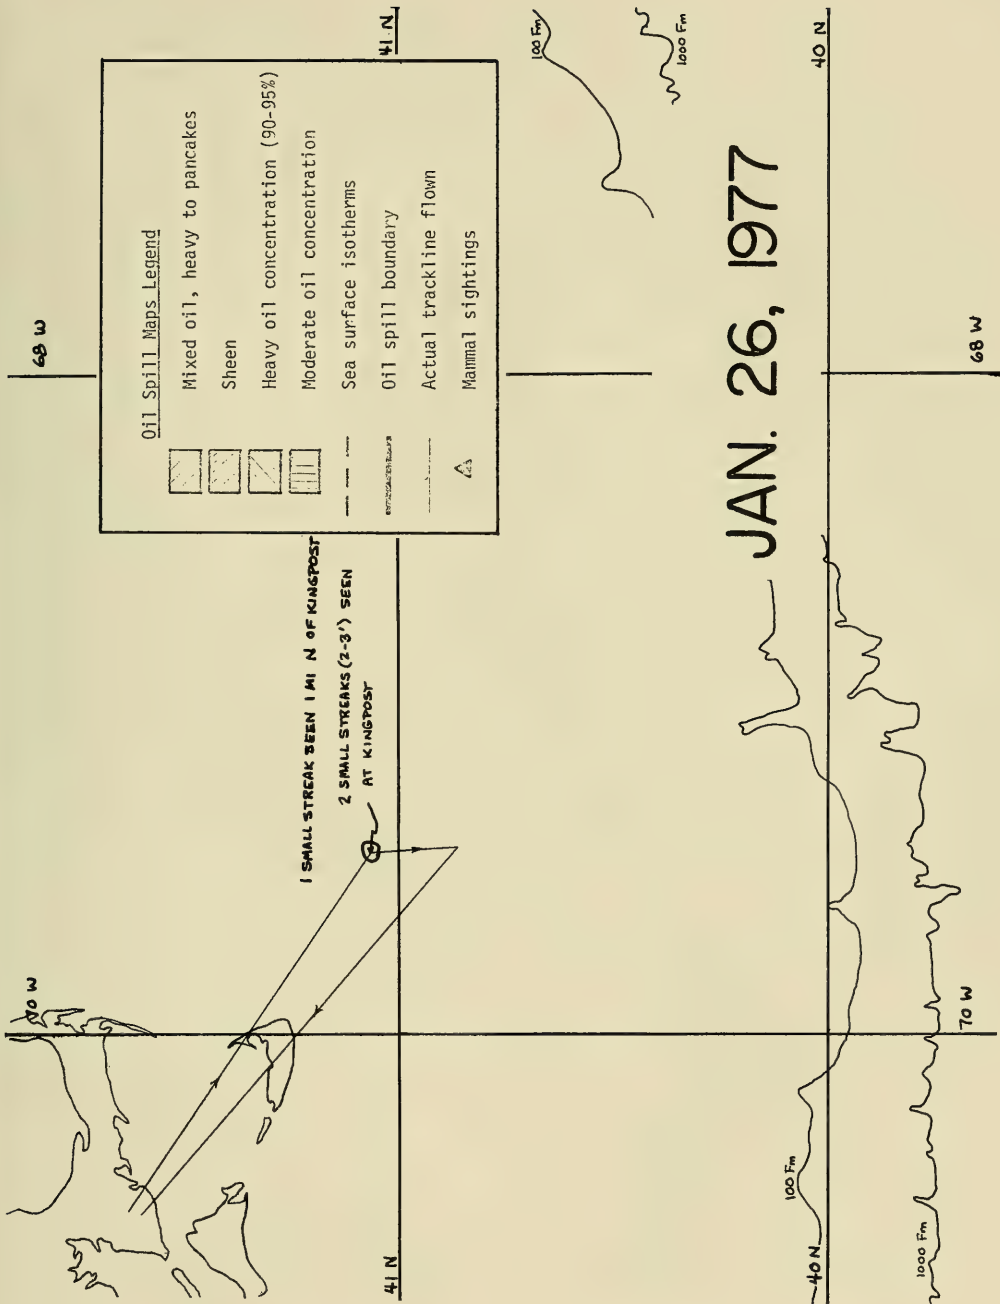 Oil Spill Maps Legend
Mixed oil, heavy to pancakes
Sheen
Heavy oil concentration (90-95%)
Moderate oil concentration
Sea surface isotherms
Oil spill boundary
Actual trackline flown
Mammal sightings
70 W
68 W
1 SMALL STREAK SEEN 1 MI N OF KINGPOST
2 SMALL STREAKS (2-3') SEEN
AT KINGPOST
41 N
41 N
100 Fm
1000 Fm
JAN. 26, 1977
100 Fm
40 N
40 N
1000 Fm
70 W
68 W